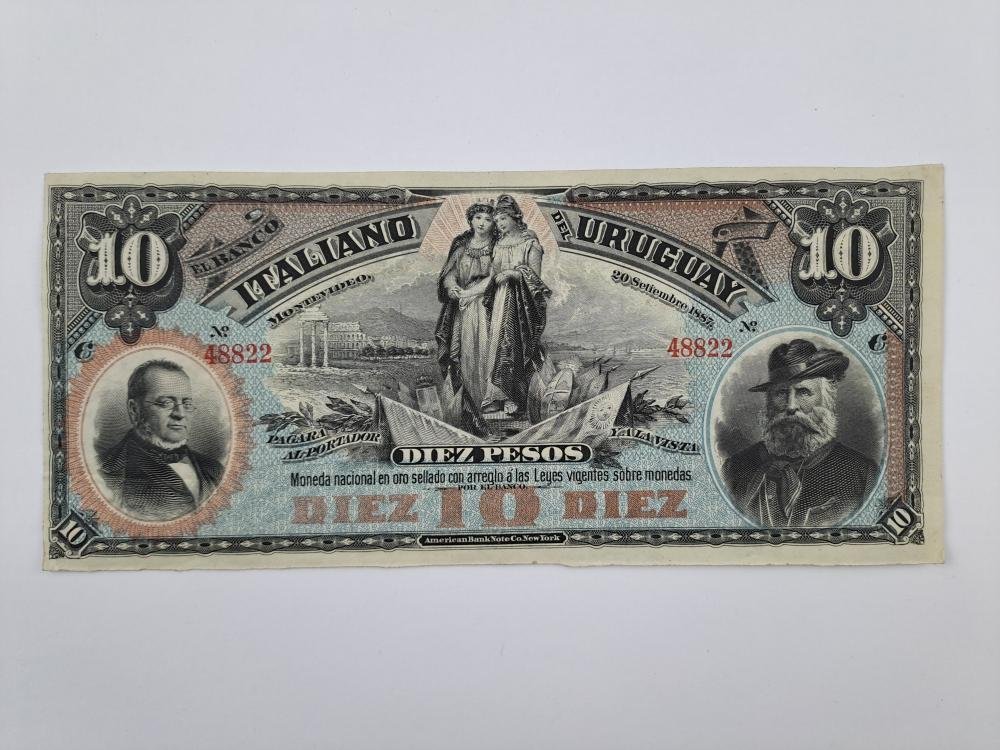 10
EL BANCO
ITALIANO
DEL
URUGUAY
10
MONTEVIDEO,
20 Setiembre 1887.
No
48822
No
48822
C
C
PAGARÁ
AL PORTADOR
Y A LA VISTA
DIEZ PESOS
Moneda nacional en oro sellado con arreglo á las Leyes vigentes sobre monedas
POR EL BANCO
DIEZ 10 DIEZ
10
10
American Bank Note Co. New York